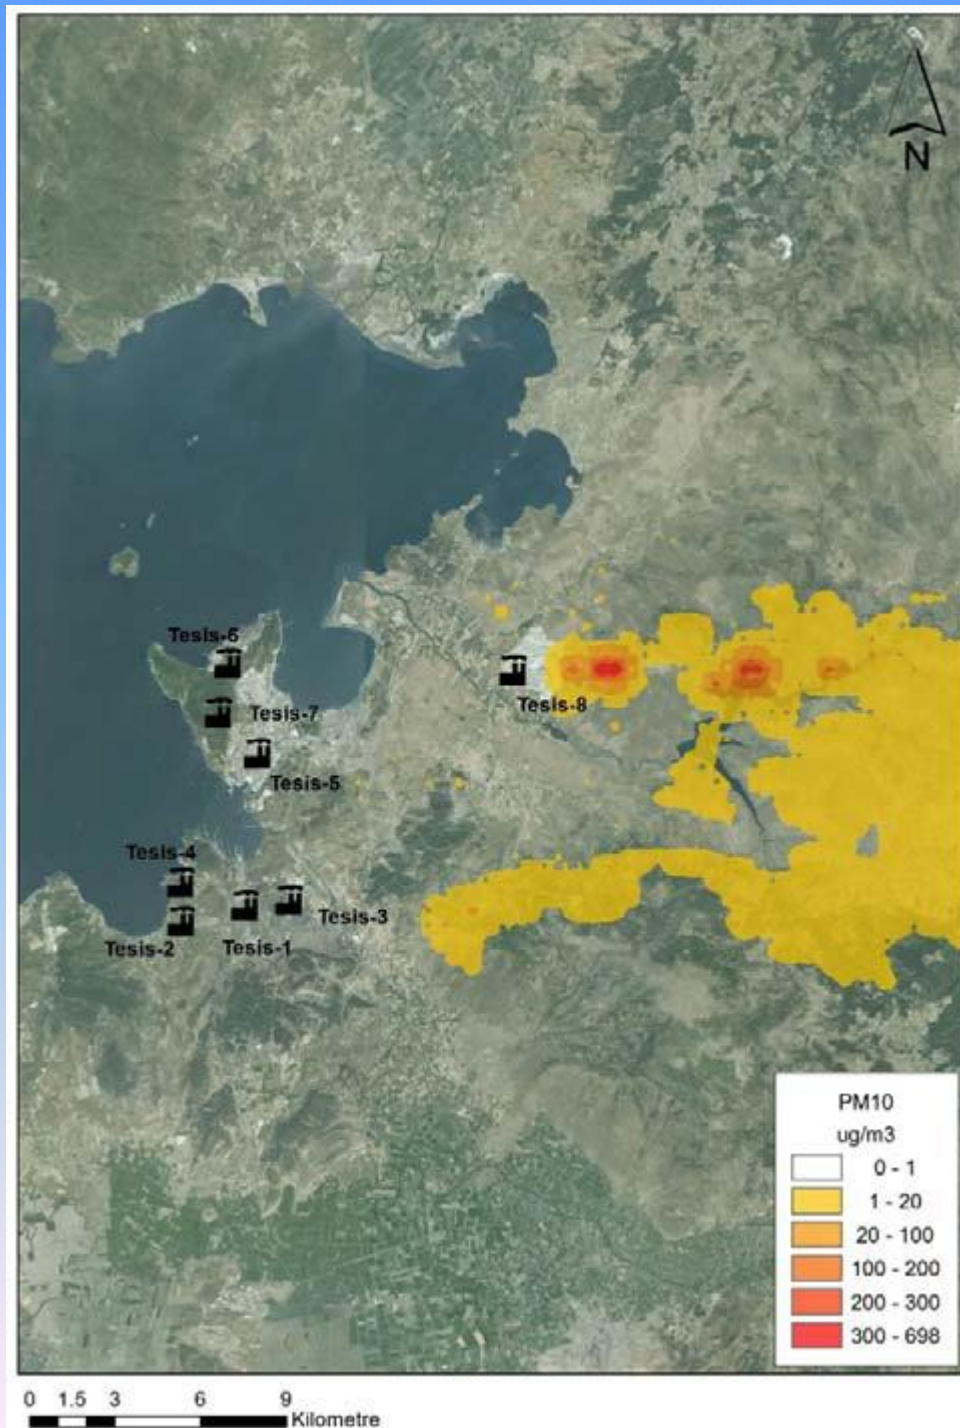 N
Tesis-6
Tesis-7
Tesis-8
Tesis-5
Tesis-4
Tesis-3
Tesis-2
Tesis-1
PM10
ug/m3
0 - 1
1 - 20
20 - 100
100 - 200
200 - 300
300 - 698
0 1.5 3 6 9
Kilometre